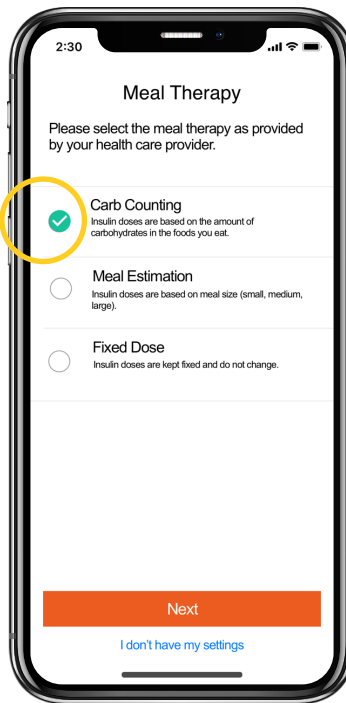 2:30
Meal Therapy
Please select the meal therapy as provided
by your health care provider.
Carb Counting
Insulin doses are based on the amount of
carbohydrates in the foods you eat.
Meal Estimation
Insulin doses are based on meal size (small, medium,
large).
Fixed Dose
Insulin doses are kept fixed and do not change.
Next
I don't have my settings